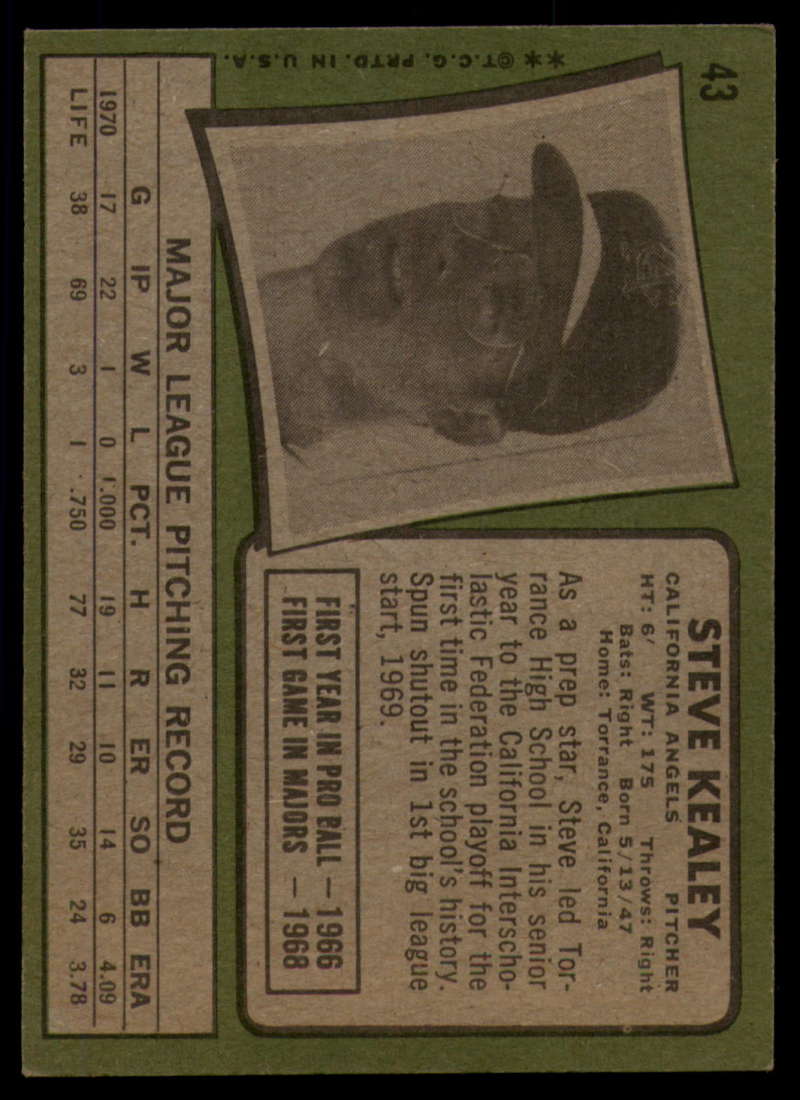 43
**©T.C.G. PRTD. IN U.S.A.
STEVE KEALEY
CALIFORNIA ANGELS PITCHER
HT: 6' WT: 175 Throws: Right
Bats: Right Born 5/13/47
Home: Torrance, California
As a prep star, Steve led Tor-
rance High School in his senior
year to the California Interscho-
lastic Federation playoff for the
first time in the school's history.
Spun shutout in 1st big league
start, 1969.
FIRST YEAR IN PRO BALL — 1966
FIRST GAME IN MAJORS — 1968
MAJOR LEAGUE PITCHING RECORD
G IP W L PCT. H R ER SO BB ERA
1970 17 22 1 0 1.000 19 11 10 14 6 4.09
LIFE 38 69 3 1 .750 77 32 29 35 24 3.78